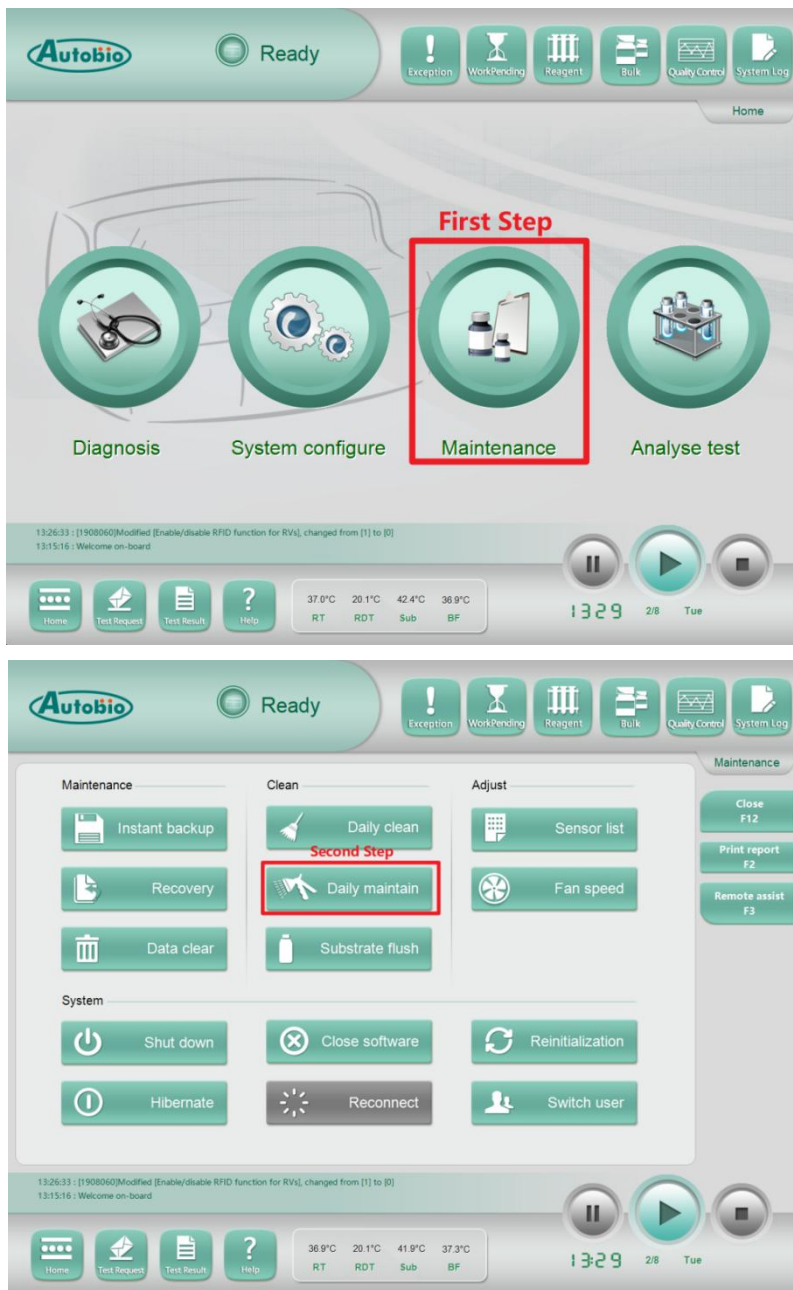 Autobio
Ready
Exception WorkPending Reagent Bulk Quality Control System Log
Home
First Step
Diagnosis System configure Maintenance Analyse test
13:26:33 : [1908060]Modified [Enable/disable RFID function for RVs], changed from [1] to [0]
13:15:16 : Welcome on-board
Home Test Request Test Result Help
37.0°C 20.1°C 42.4°C 36.9°C
RT RDT Sub BF
1329 2/8 Tue
Autobio
Ready
Exception WorkPending Reagent Bulk Quality Control System Log
Maintenance
Maintenance Clean Adjust
Close
F12
Instant backup Daily clean Sensor list
Second Step
Print report
F2
Recovery Daily maintain Fan speed
Remote assist
F3
Data clear Substrate flush
System
Shut down Close software Reinitialization
Hibernate Reconnect Switch user
13:26:33 : [1908060]Modified [Enable/disable RFID function for RVs], changed from [1] to [0]
13:15:16 : Welcome on-board
Home Test Request Test Result Help
36.9°C 20.1°C 41.9°C 37.3°C
RT RDT Sub BF
13:29 2/8 Tue